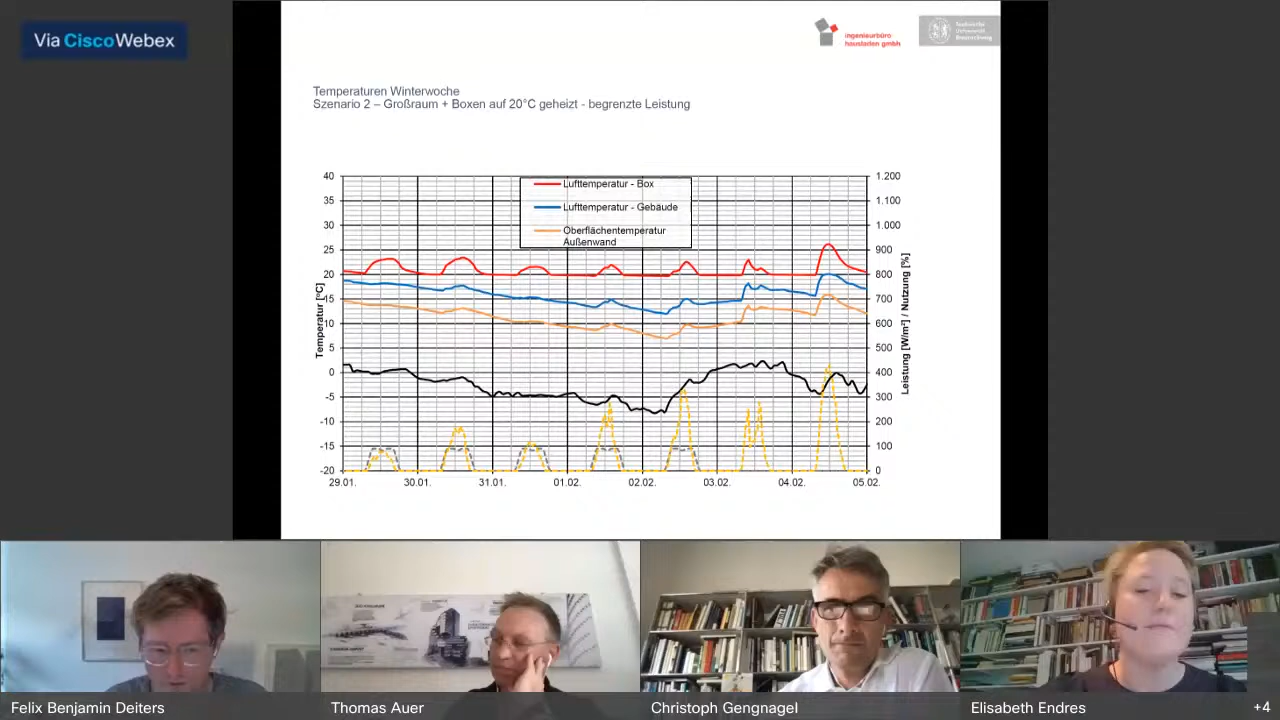 Via Cisco Webex
ingenieurbüro
hausladen gmbh
Technische
Universität
Braunschweig
Temperaturen Winterwoche
Szenario 2 – Großraum + Boxen auf 20°C geheizt - begrenzte Leistung
Lufttemperatur - Box
Lufttemperatur - Gebäude
Oberflächentemperatur
Außenwand
40
35
30
25
20
15
10
5
0
-5
-10
-15
-20
Temperatur [°C]
1.200
1.100
1.000
900
800
700
600
500
400
300
200
100
0
Leistung [W/m²] / Nutzung [%]
29.01.
30.01.
31.01.
01.02.
02.02.
03.02.
04.02.
05.02.
Felix Benjamin Deiters
Thomas Auer
Christoph Gengnagel
Elisabeth Endres
+4